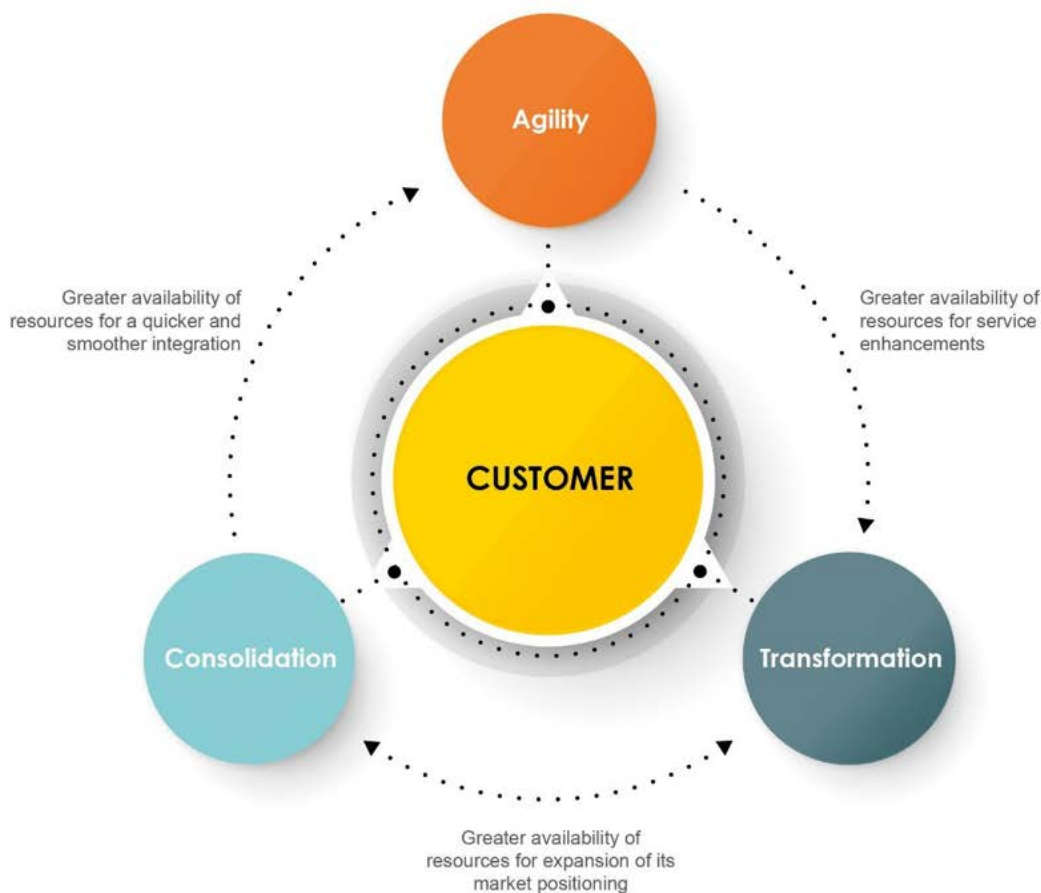 Agility
Greater availability of
resources for a quicker and
smoother integration
Greater availability of
resources for service
enhancements
CUSTOMER
Consolidation
Transformation
Greater availability of
resources for expansion of its
market positioning